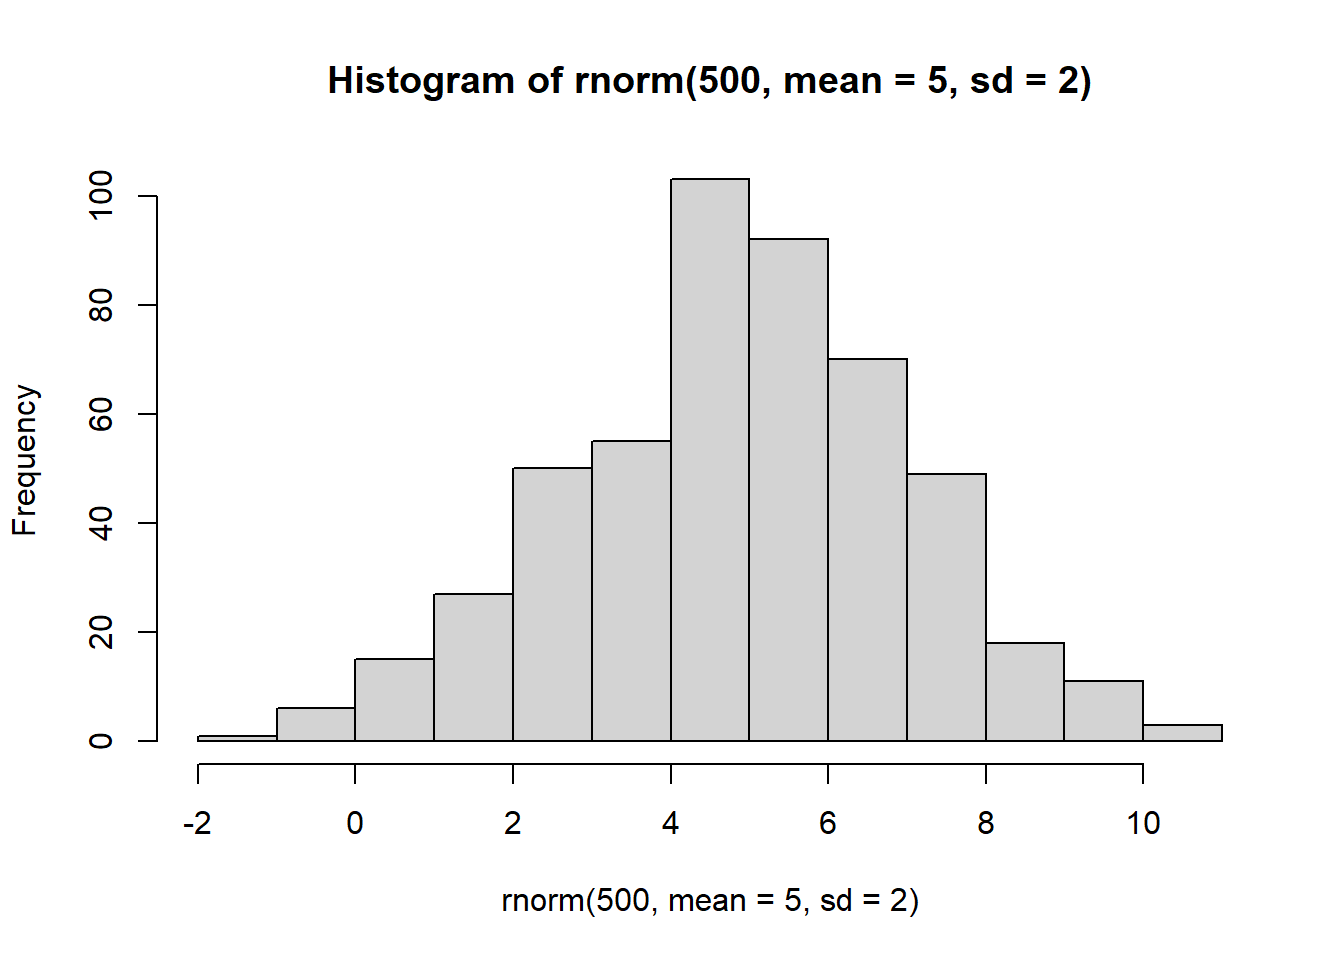 Histogram of rnorm(500, mean = 5, sd = 2)
Frequency
100
80
60
40
20
0
-2 0 2 4 6 8 10
rnorm(500, mean = 5, sd = 2)